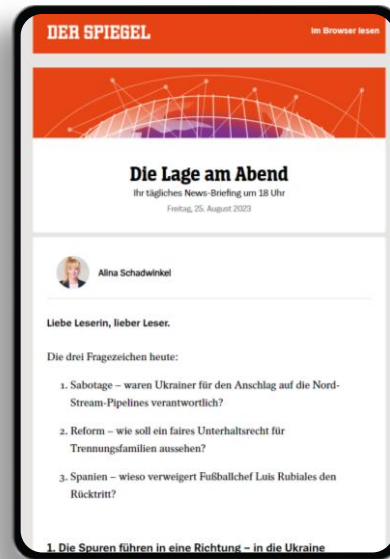 DER SPIEGEL
Im Browser lesen
Die Lage am Abend
Ihr tägliches News-Briefing um 18 Uhr
Freitag, 25. August 2023
Alina Schadwinkel
Liebe Leserin, lieber Leser.
Die drei Fragezeichen heute:
1. Sabotage – waren Ukrainer für den Anschlag auf die Nord-
Stream-Pipelines verantwortlich?
2. Reform – wie soll ein faires Unterhaltsrecht für
Trennungsfamilien aussehen?
3. Spanien – wieso verweigert Fußballchef Luis Rubiales den
Rücktritt?
1. Die Spuren führen in eine Richtung – in die Ukraine